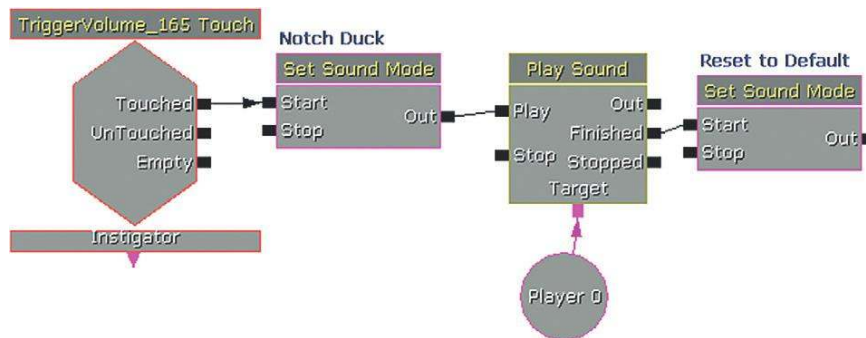 TriggerVolume_165 Touch
Touched
UnTouched
Empty
Instigator
Notch Duck
Set Sound Mode
Start
Stop
Out
Play Sound
Play
Stop
Out
Finished
Stopped
Target
Player 0
Reset to Default
Set Sound Mode
Start
Stop
Out